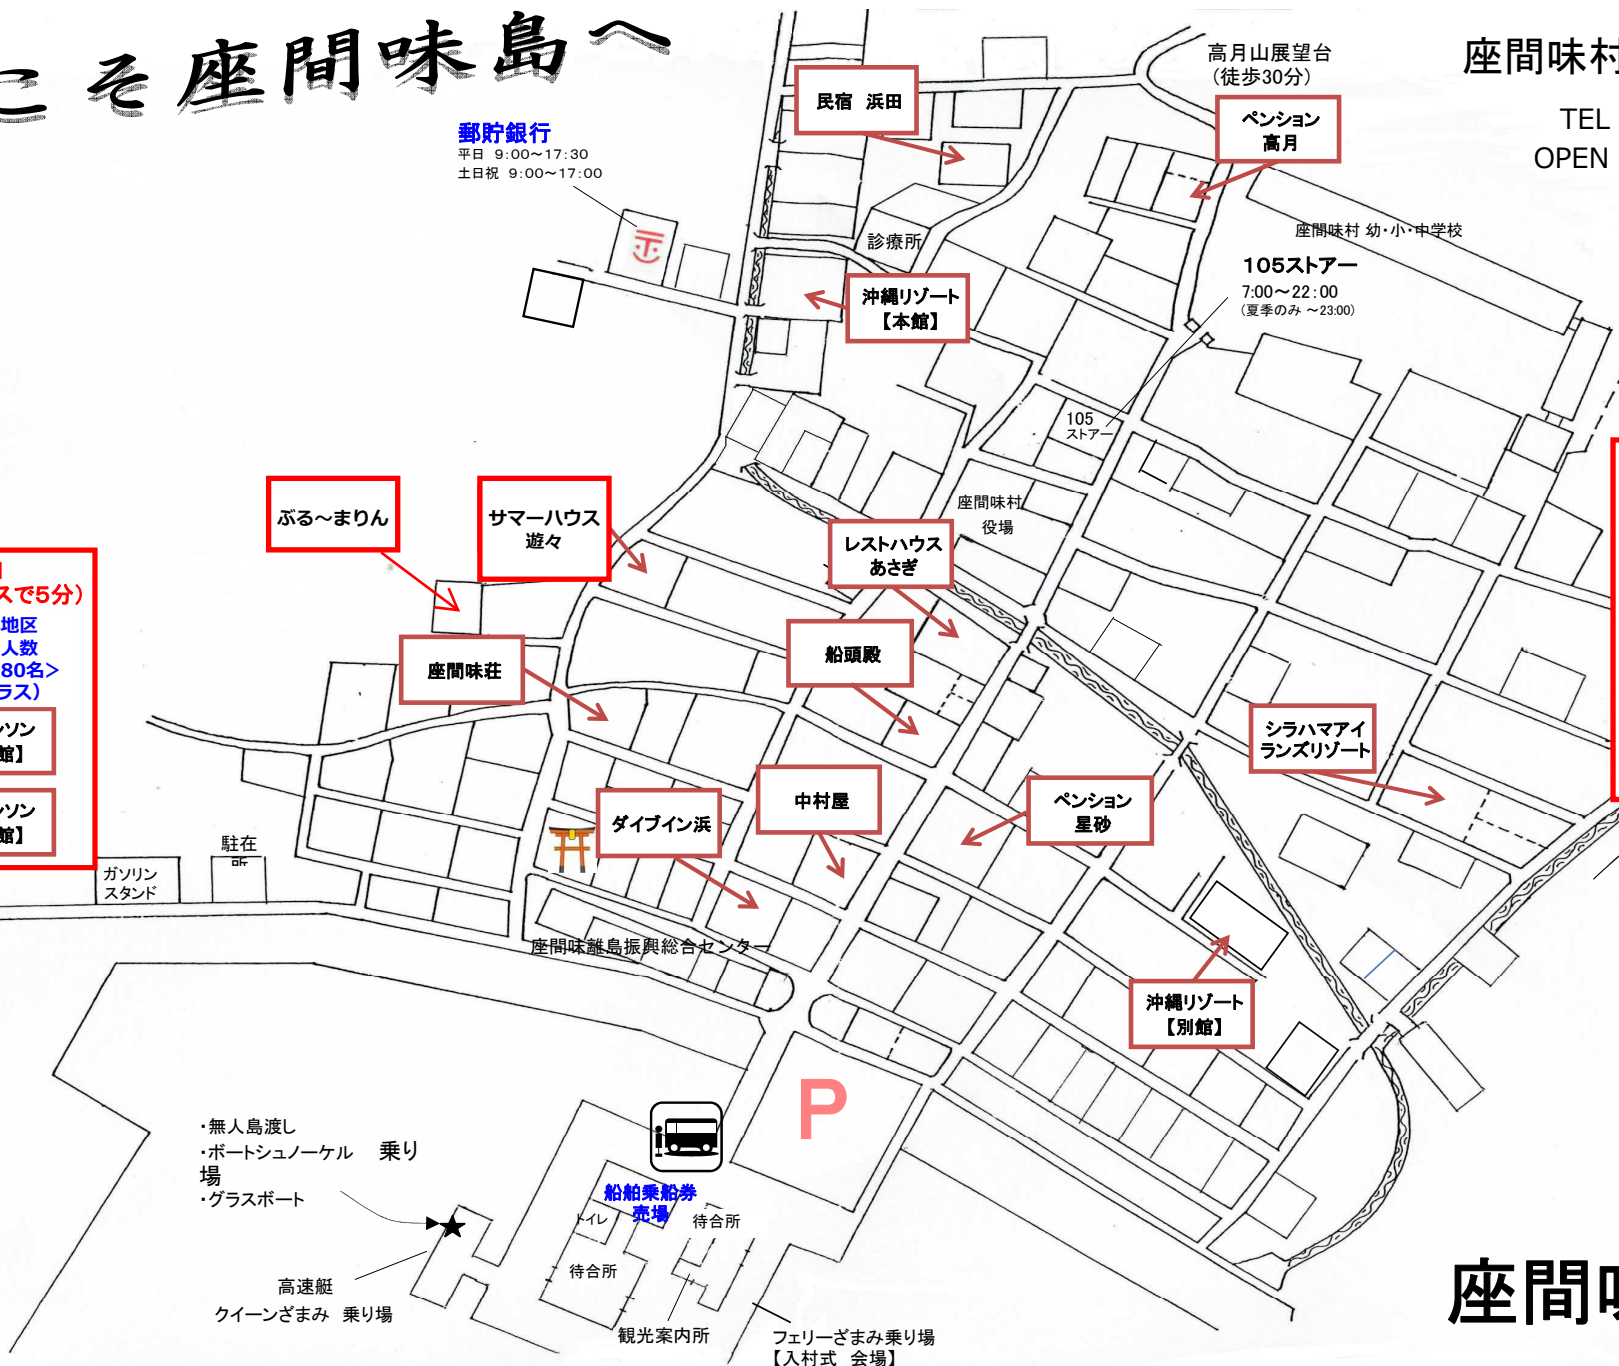 こそ座間味島へ
座間味村
TEL
OPEN
高月山展望台
(徒歩30分)
民宿 浜田
ペンション
高月
郵貯銀行
平日 9:00～17:30
土日祝 9:00～17:00
診療所
座間味村 幼・小・中学校
105ストアー
7:00～22:00
(夏季のみ ～23:00)
沖縄リゾート
【本館】
105
ストアー
座間味村
役場
ぶる～まりん
サマーハウス
遊々
レストハウス
あさぎ
スで5分)
地区
人数
80名>
ラス)
ンソン
館】
ンソン
館】
座間味荘
船頭殿
シラハマアイ
ランズリゾート
中村屋
ペンション
星砂
ダイブイン浜
駐在
所
ガソリン
スタンド
座間味離島振興総合センター
沖縄リゾート
【別館】
P
・無人島渡し
・ボートシュノーケル 乗り
場
・グラスボート
船舶乗船券
売場
トイレ
待合所
待合所
高速艇
クイーンざまみ 乗り場
観光案内所
フェリーざまみ乗り場
【入村式 会場】
座間味